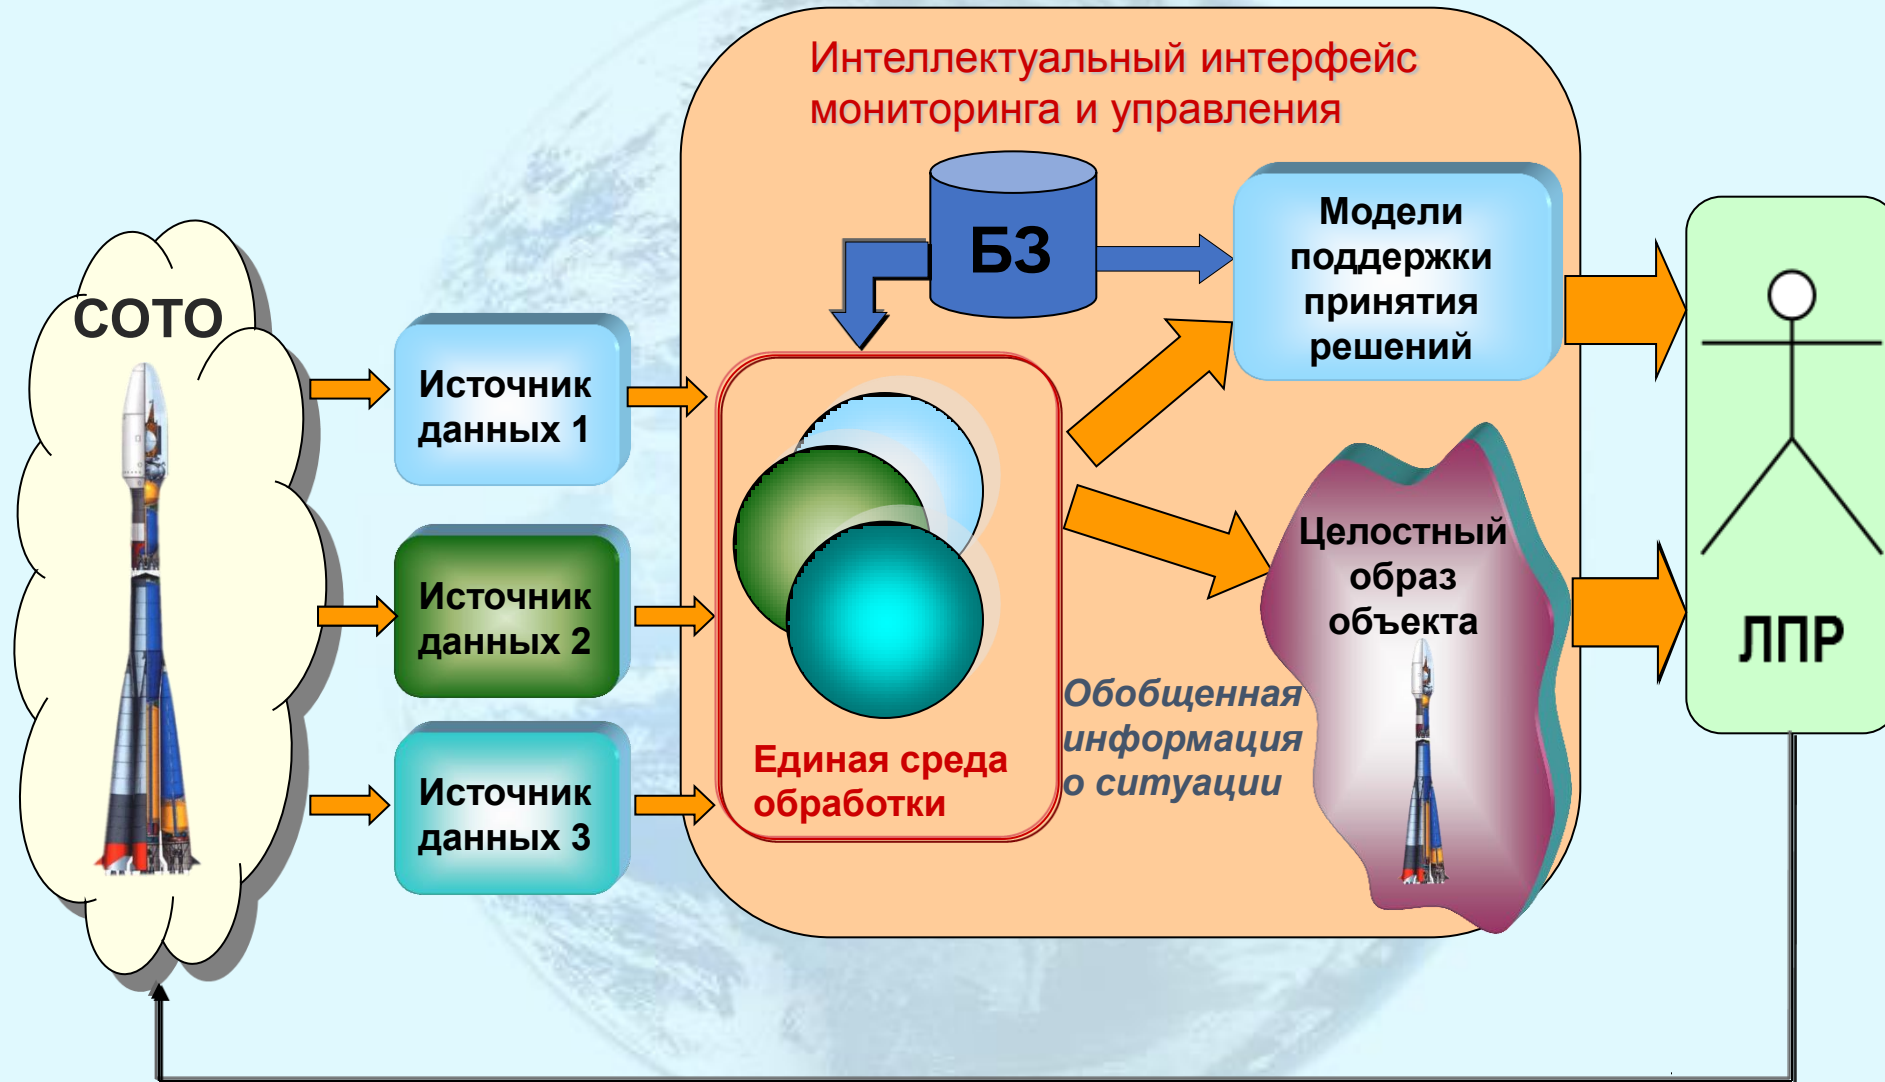 Интеллектуальный интерфейс
мониторинга и управления
БЗ
Модели
поддержки
принятия
решений
СОТО
Источник
данных 1
Источник
данных 2
Источник
данных 3
Единая среда
обработки
Обобщенная
информация
о ситуации
Целостный
образ
объекта
ЛПР